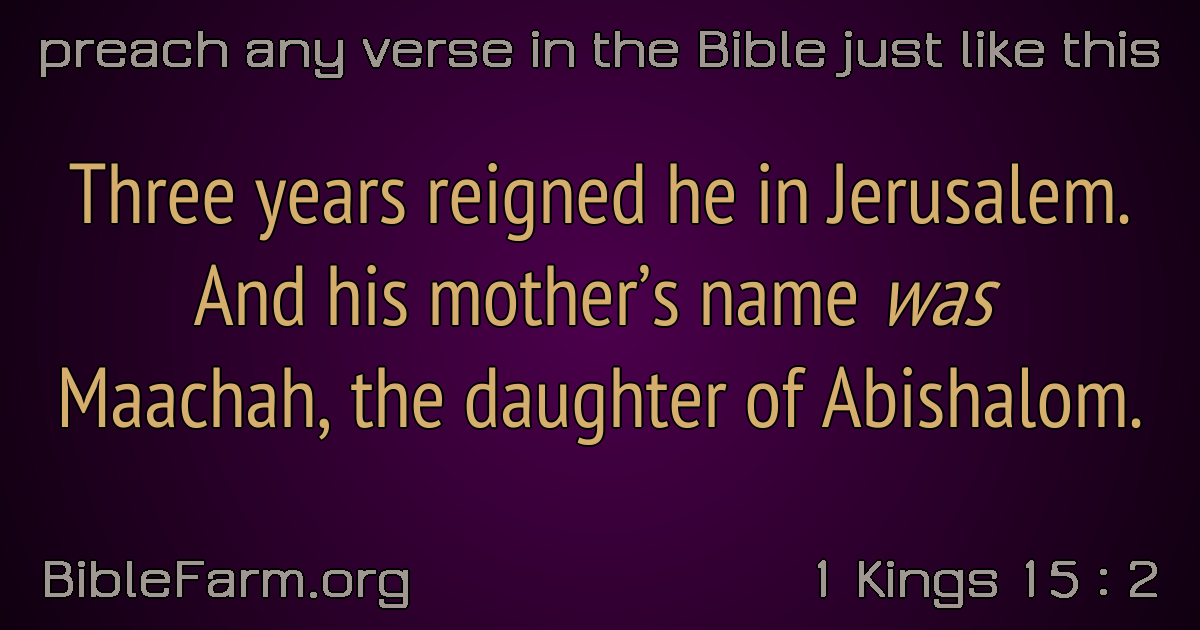 preach any verse in the Bible just like this
Three years reigned he in Jerusalem.
And his mother’s name was
Maachah, the daughter of Abishalom.
BibleFarm.org
1 Kings 15 : 2